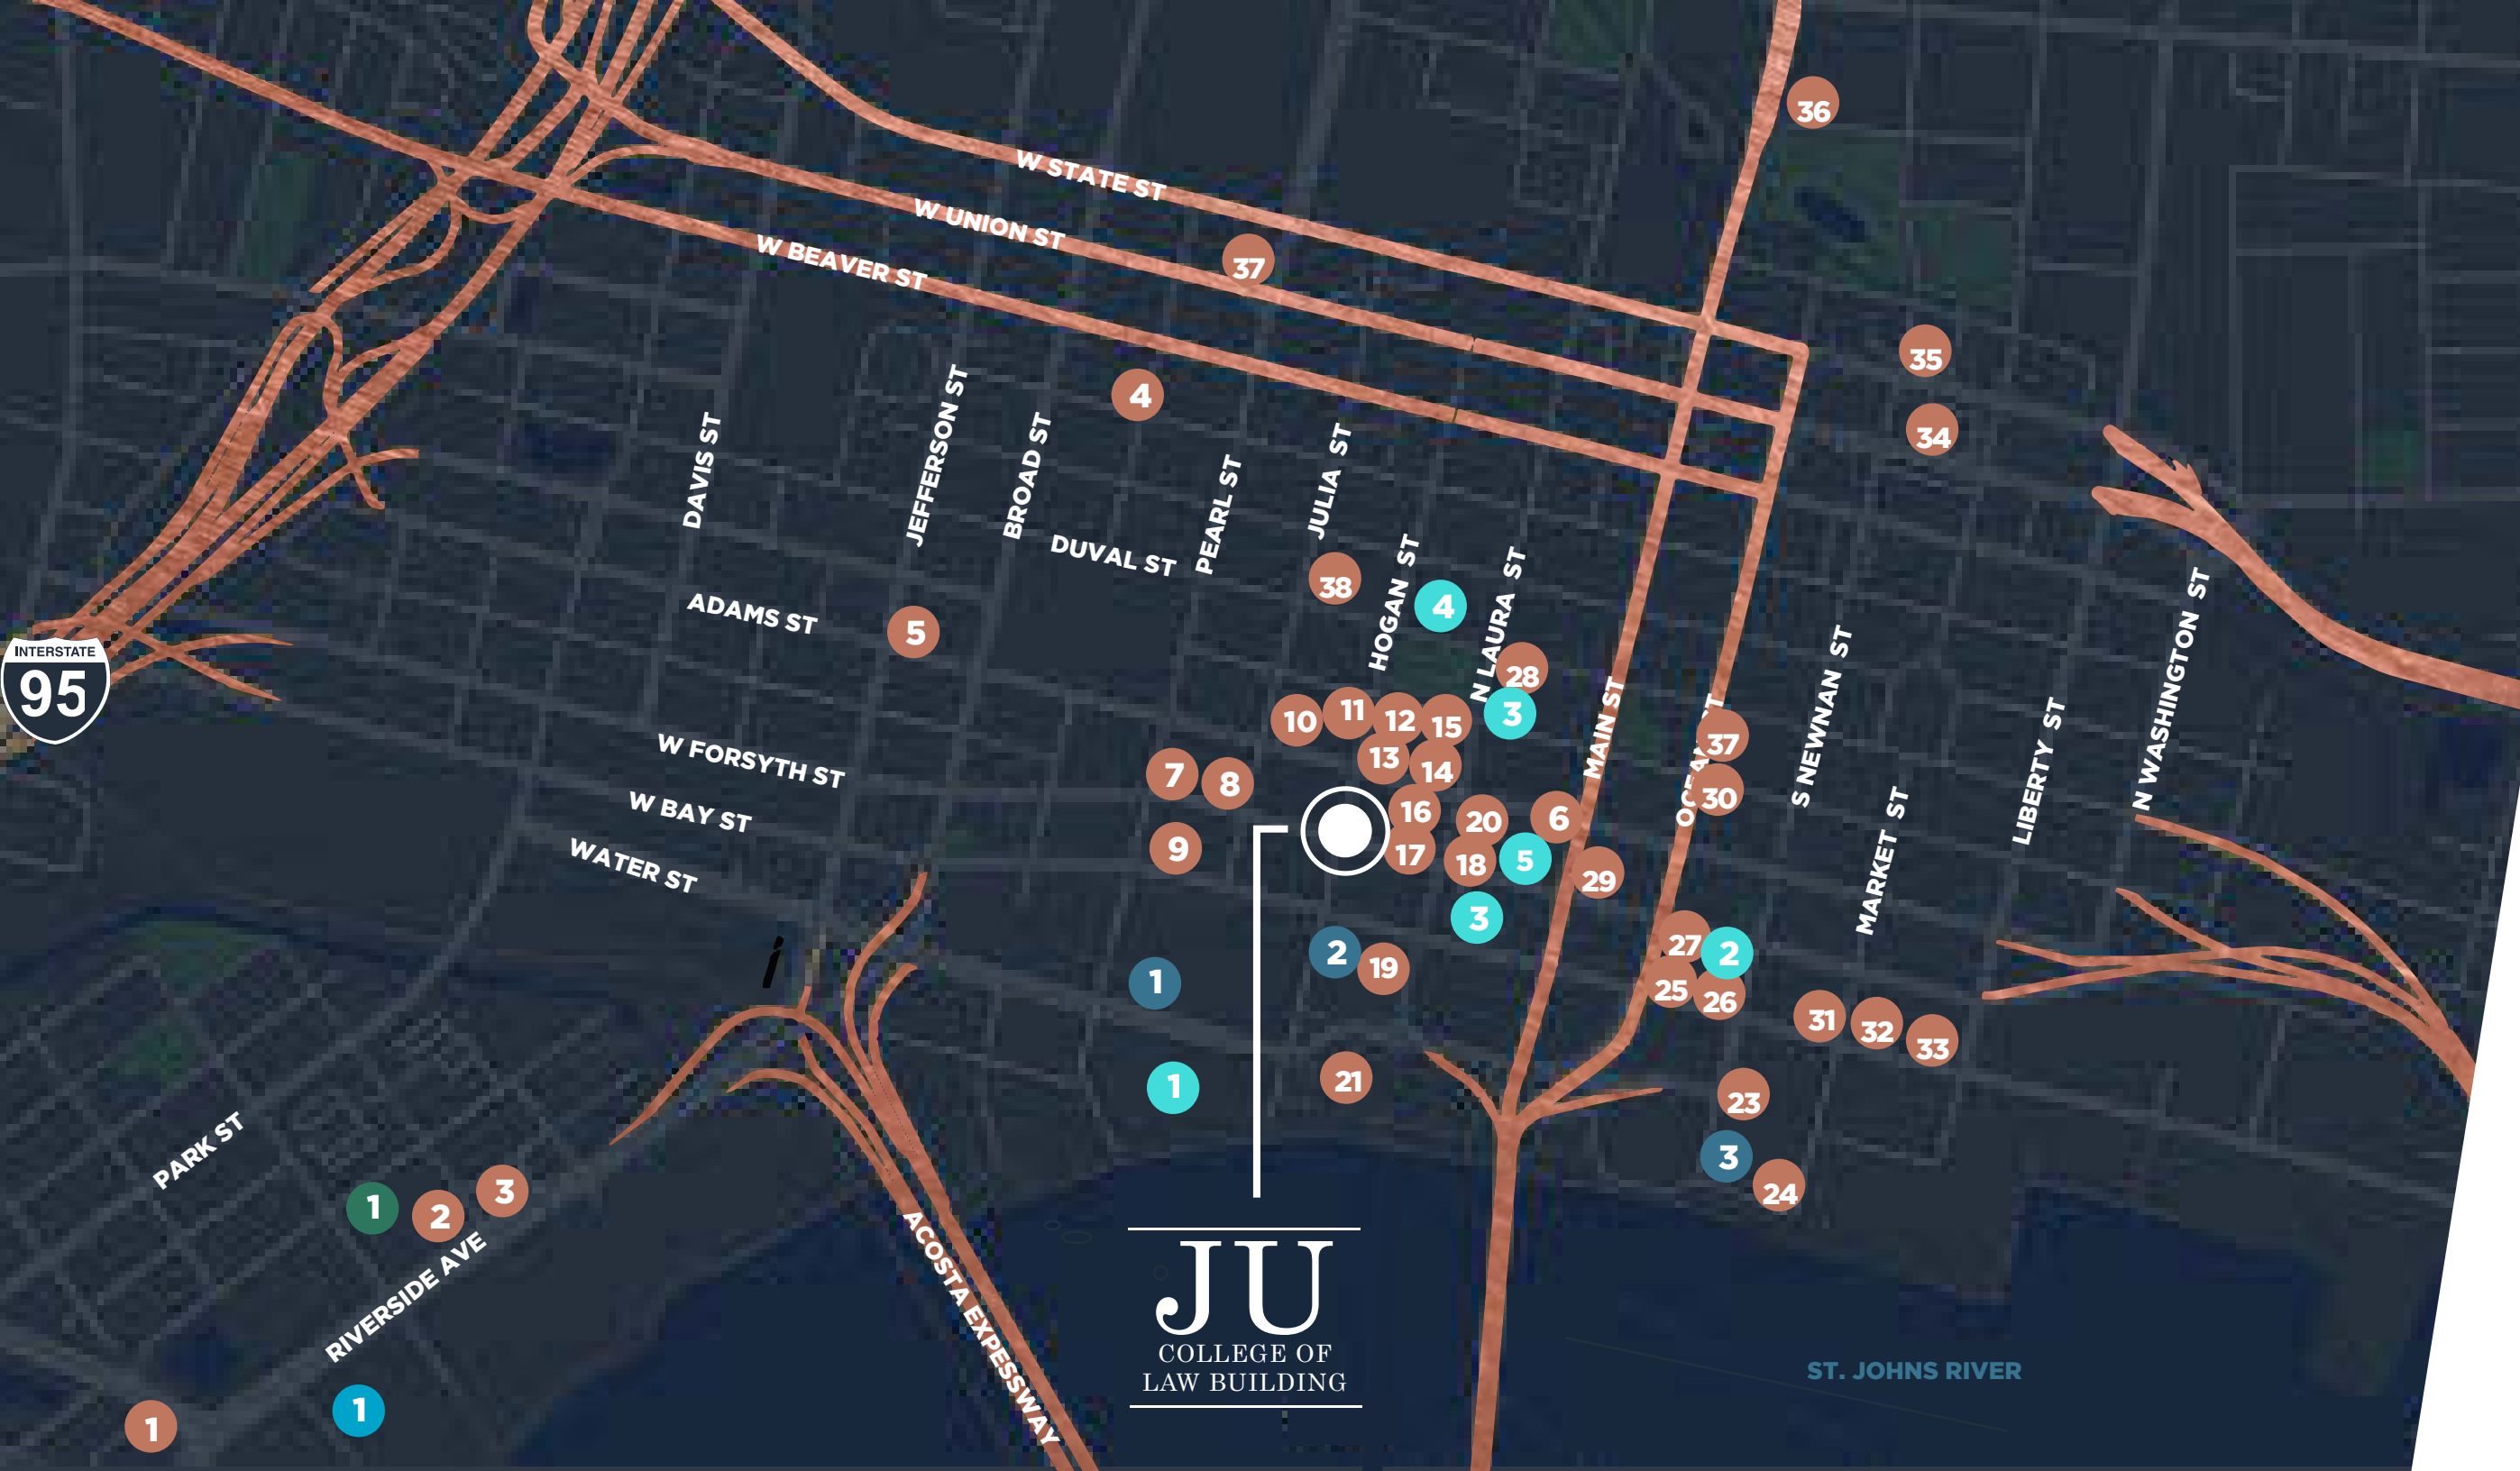 36
W STATE ST
W UNION ST
37
W BEAVER ST
35
4
34
DAVIS ST
JEFFERSON ST
BROAD ST
PEARL ST
JULIA ST
DUVAL ST
HOGAN ST
N LAURA ST
38
4
ADAMS ST
5
28
INTERSTATE
95
10
11
12
15
3
13
14
MAIN ST
37
30
S NEWNAN ST
LIBERTY ST
N WASHINGTON ST
W FORSYTH ST
7
8
W BAY ST
16
20
6
WATER ST
9
17
18
5
29
MARKET ST
3
27
2
2
19
1
25
26
31
32
33
1
21
23
PARK ST
3
24
1
2
3
RIVERSIDE AVE
ACOSTA EXPESSWAY
JU
COLLEGE OF
LAW BUILDING
ST. JOHNS RIVER
1
1